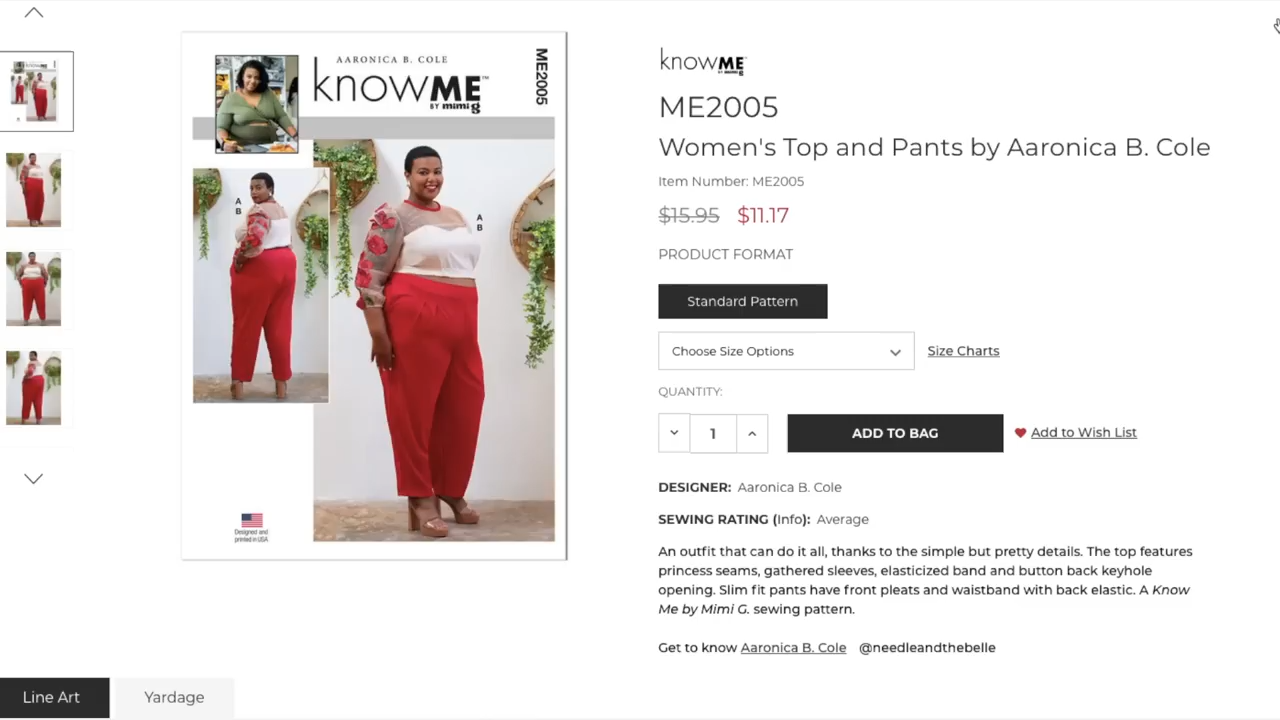 AARONICA B. COLE
knowME™
BY mimi g
ME2005
A
B
A
B
Designed and
printed in USA
knowME
BY mimi g
ME2005
Women's Top and Pants by Aaronica B. Cole
Item Number: ME2005
$15.95 $11.17
PRODUCT FORMAT
Standard Pattern
Choose Size Options
Size Charts
QUANTITY:
1
ADD TO BAG
Add to Wish List
DESIGNER: Aaronica B. Cole
SEWING RATING (Info): Average
An outfit that can do it all, thanks to the simple but pretty details. The top features
princess seams, gathered sleeves, elasticized band and button back keyhole
opening. Slim fit pants have front pleats and waistband with back elastic. A Know
Me by Mimi G. sewing pattern.
Get to know Aaronica B. Cole @needleandthebelle
Line Art
Yardage